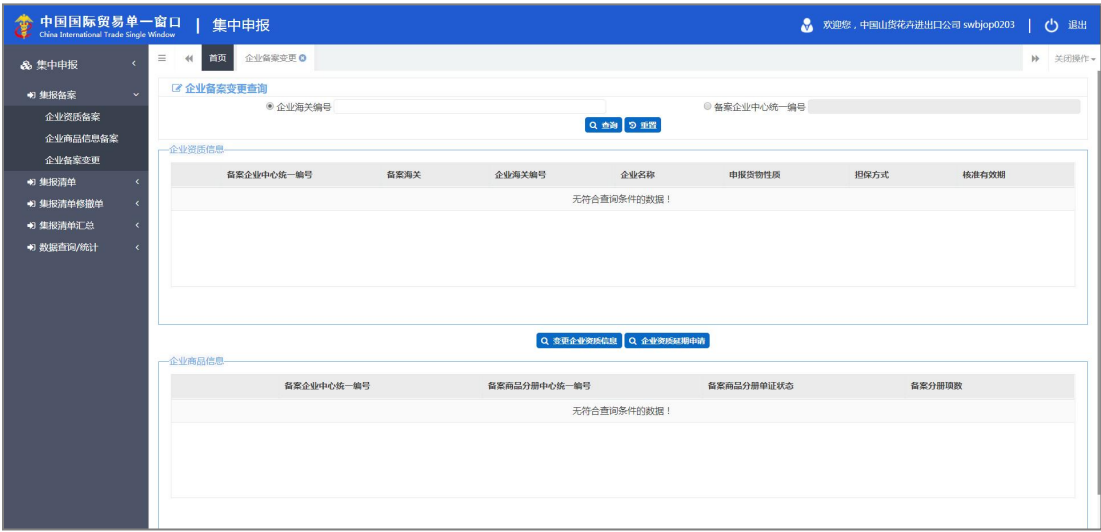 中国国际贸易单一窗口 | 集中申报
China International Trade Single Window
欢迎您，中国山货花卉进出口公司 swbjop0203 | 退出
集中申报
首页 企业备案变更 关闭操作
集报备案
企业资质备案
企业商品信息备案
企业备案变更
集报清单
集报清单修撤单
集报清单汇总
数据查询/统计
企业备案变更查询
企业海关编号 备案企业中心统一编号
查询 重置
企业资质信息
备案企业中心统一编号 备案海关 企业海关编号 企业名称 申报货物性质 担保方式 核准有效期
无符合查询条件的数据！
变更企业资质信息 企业资质延期申请
企业商品信息
备案企业中心统一编号 备案商品分册中心统一编号 备案商品分册单证状态 备案分册项数
无符合查询条件的数据！